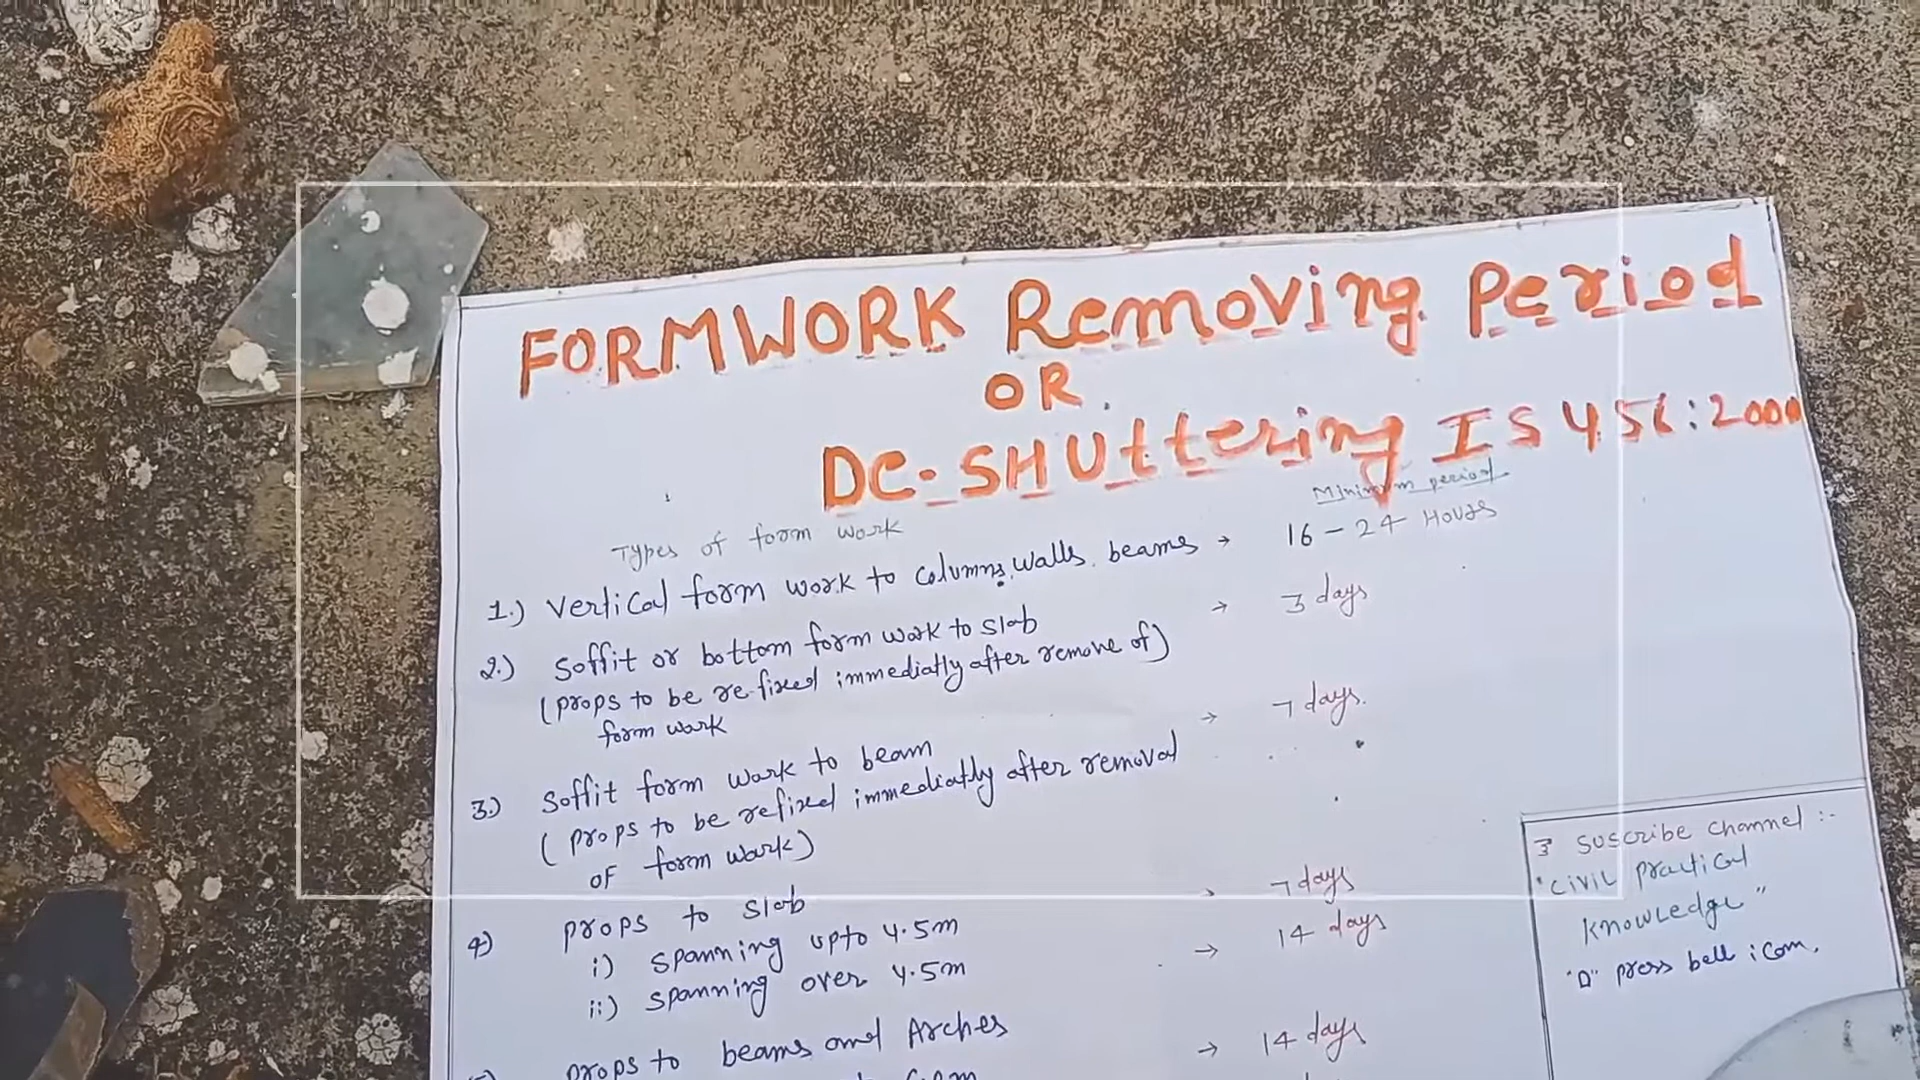 FORMWORK Removing Period
OR
DE-SHUttering IS 456:2000
Types of form work
Minimum period
1.) Vertical form work to columns, walls, beams → 16 - 24 Hours
2.) Soffit or bottom form work to slab → 3 days
(props to be re-fixed immediatly after remove of)
form work
3.) Soffit form work to beam → 7 days.
(props to be refixed immediatly after removal
of form work)
4) props to slab
i) spanning upto 4.5m → 7 days
ii) spanning over 4.5m → 14 days
props to beams and Arches
→ 14 days
suscribe channel :-
"civil practical
knowledge"
press bell icom.